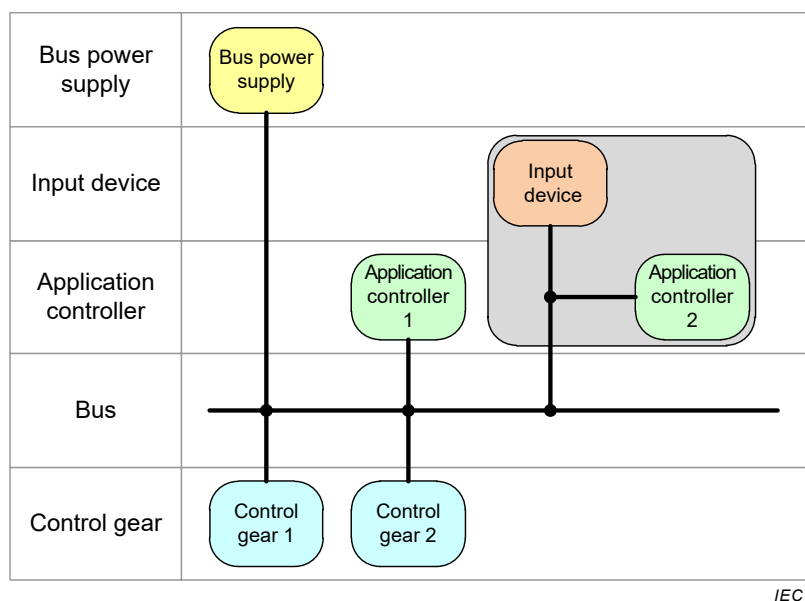 Bus power
supply
Bus power
supply
Input device
Input
device
Application
controller
Application
controller
1
Application
controller
2
Bus
Control gear
Control
gear 1
Control
gear 2
IEC